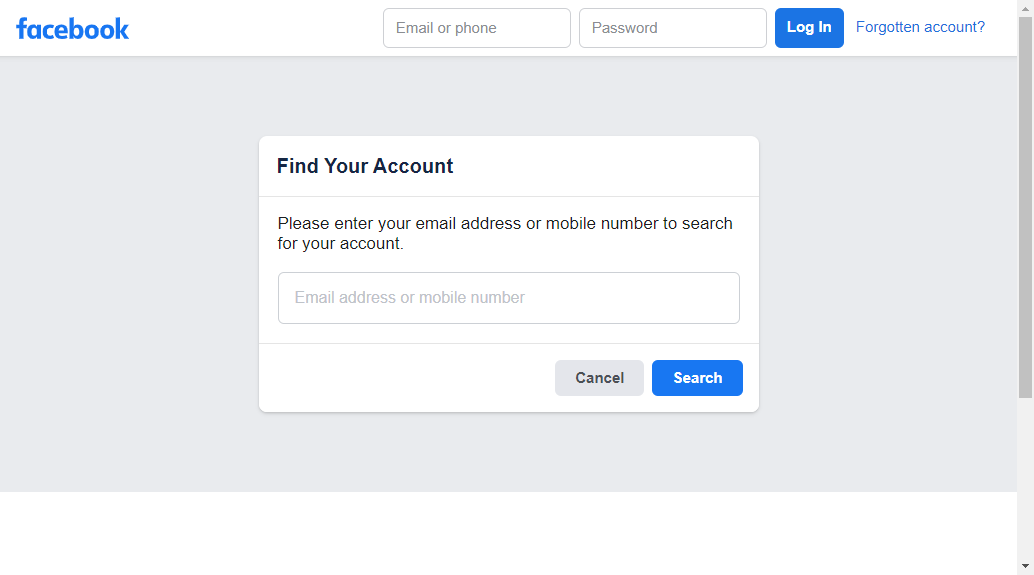 facebook
Email or phone
Password
Log In
Forgotten account?
Find Your Account
Please enter your email address or mobile number to search
for your account.
Email address or mobile number
Cancel
Search